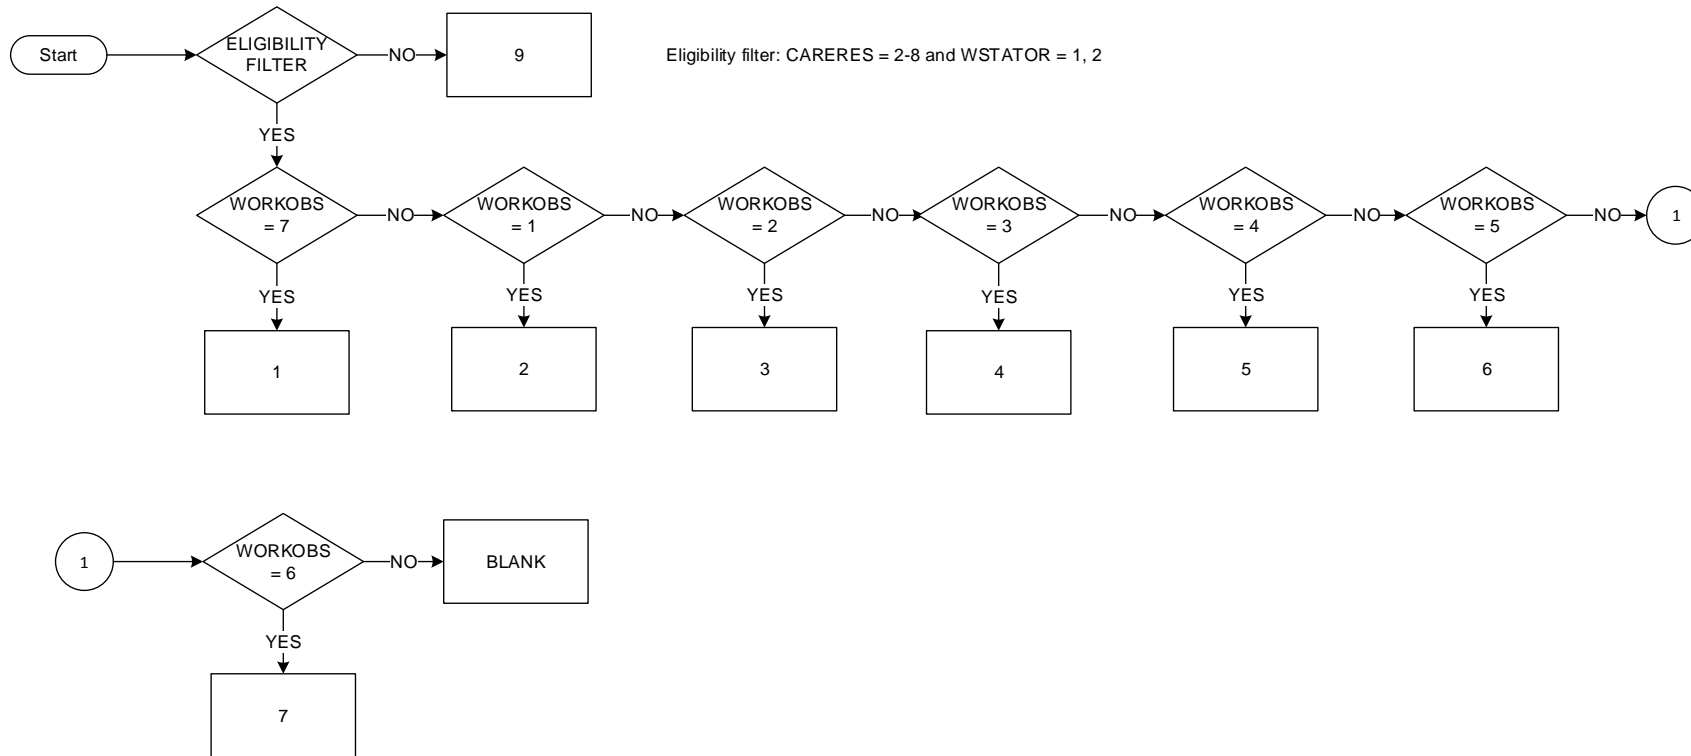 Start
ELIGIBILITY
FILTER
NO
9
Eligibility filter: CARERES = 2-8 and WSTATOR = 1, 2
YES
WORKOBS
= 7
NO
WORKOBS
= 1
NO
WORKOBS
= 2
NO
WORKOBS
= 3
NO
WORKOBS
= 4
NO
WORKOBS
= 5
NO
1
YES
YES
YES
YES
YES
YES
1
2
3
4
5
6
1
WORKOBS
= 6
NO
BLANK
YES
7